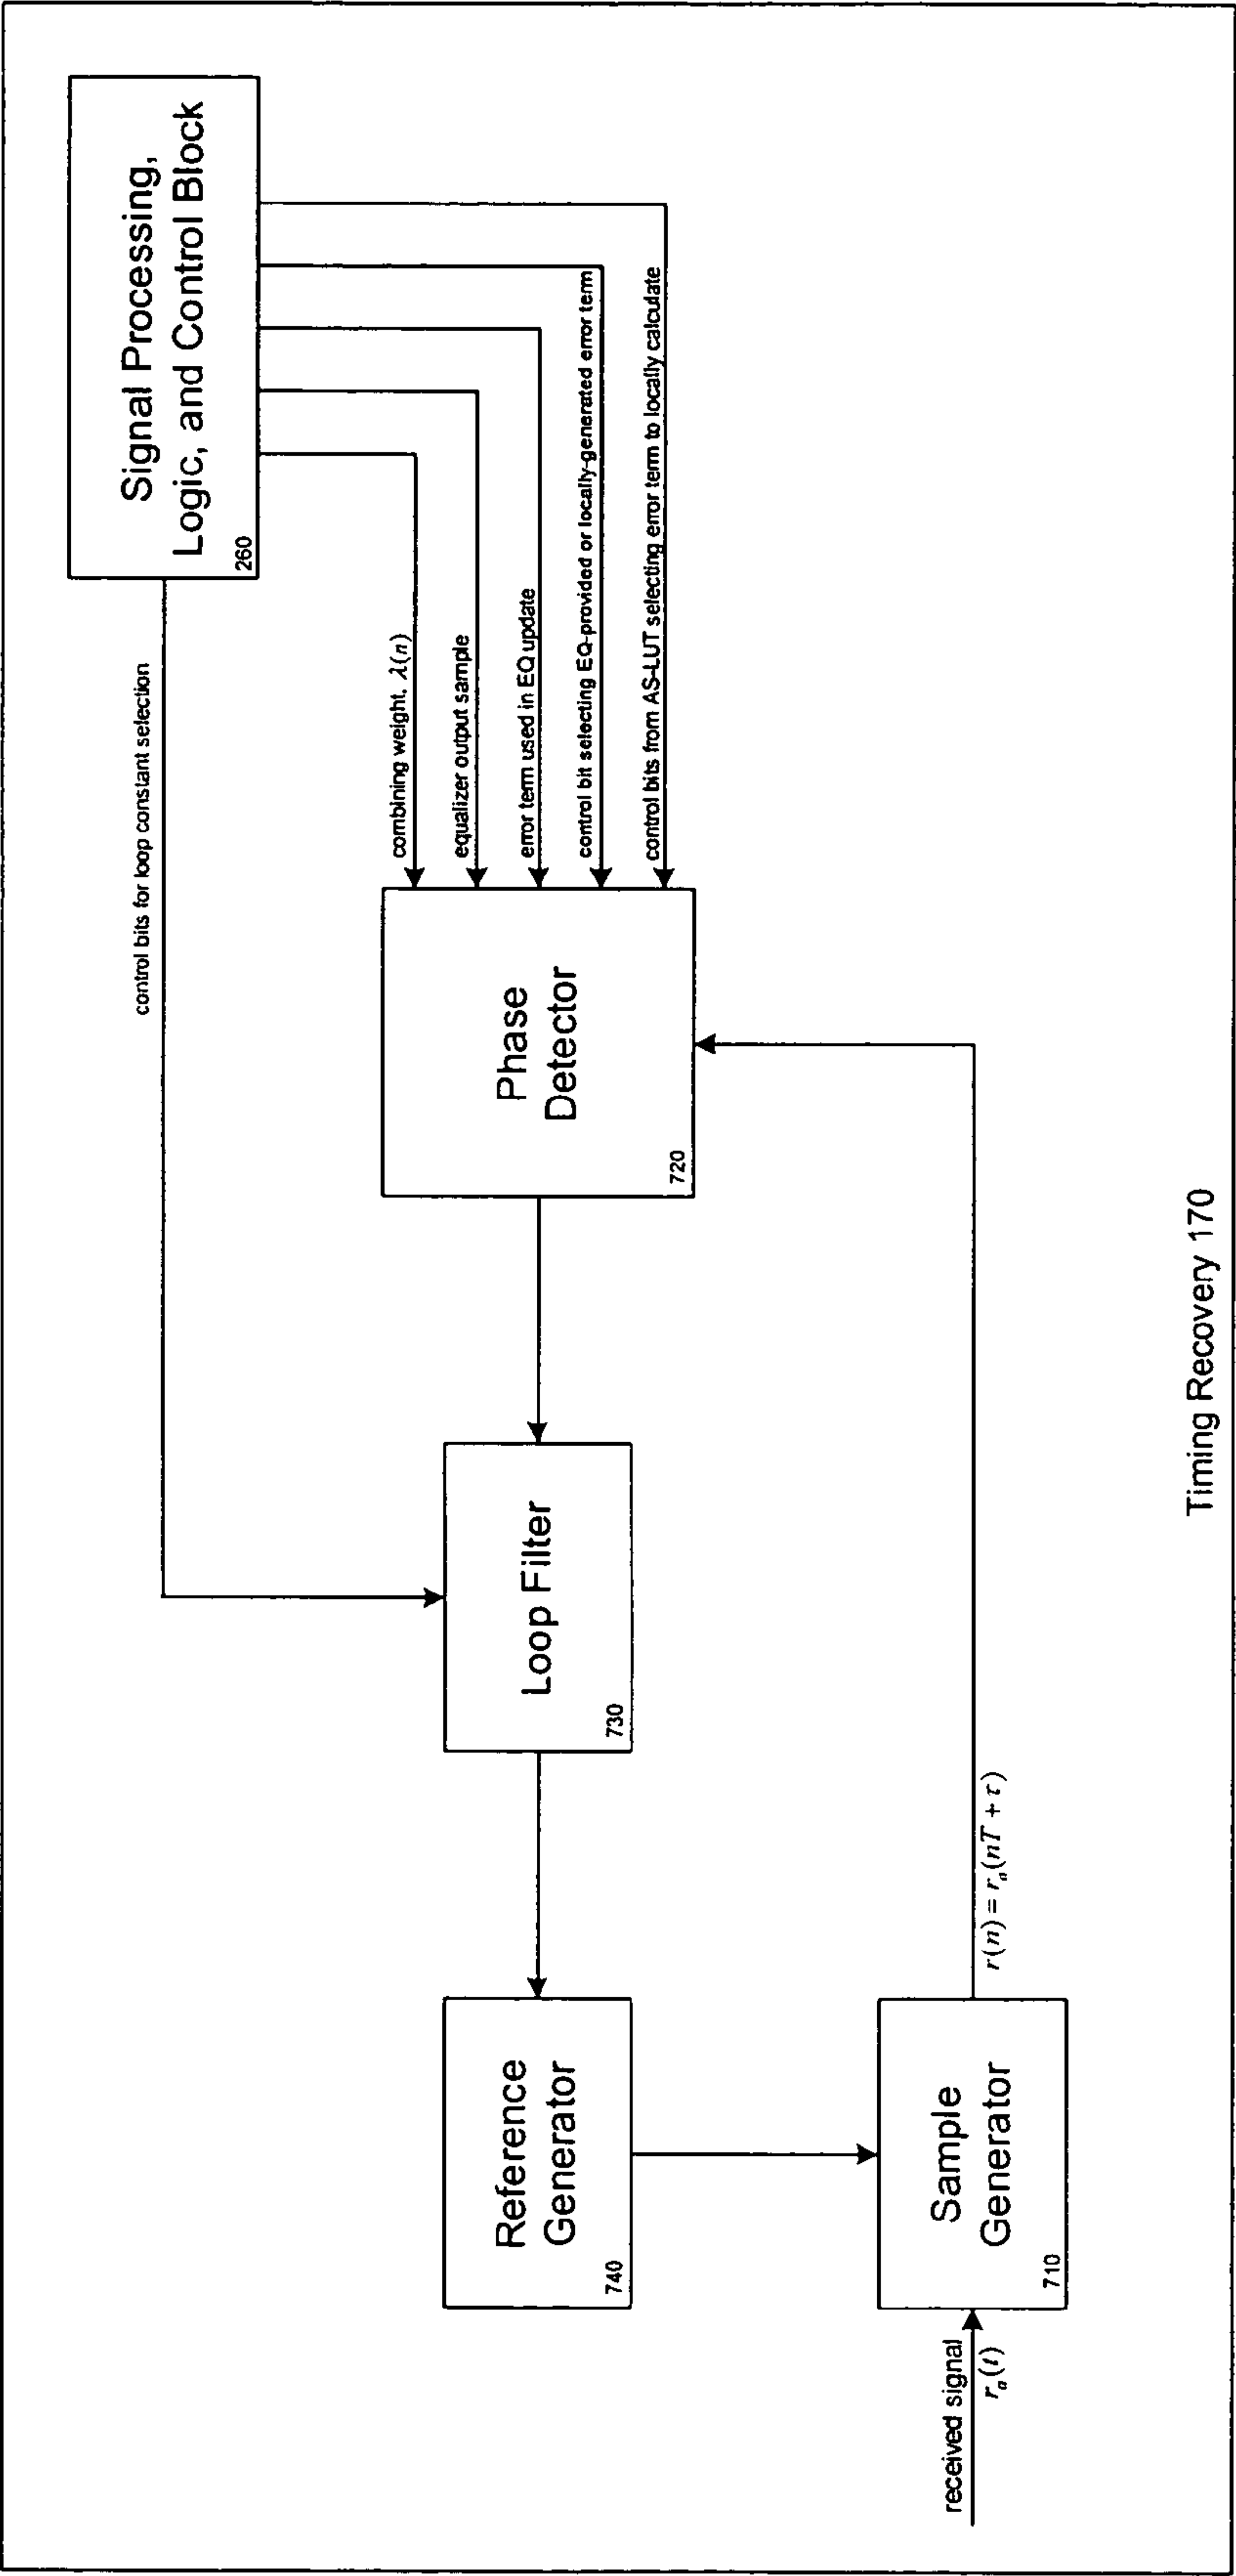 Signal Processing,
Logic, and Control Block
260
control bits for loop constant selection
combining weight, λ(n)
equalizer output sample
error term used in EQ update
control bit selecting EQ-provided or locally-generated error term
control bits from AS-LUT selecting error term to locally calculate
Reference
Generator
740
Loop Filter
730
Phase
Detector
720
received signal
rₐ(t)
Sample
Generator
710
r(n) = rₐ(nT + τ)
Timing Recovery 170